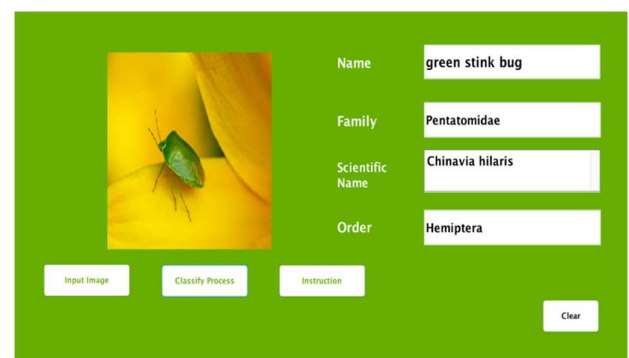 Name
green stink bug
Family
Pentatomidae
Scientific
Name
Chinavia hilaris
Order
Hemiptera
Input Image
Classify Process
Instruction
Clear